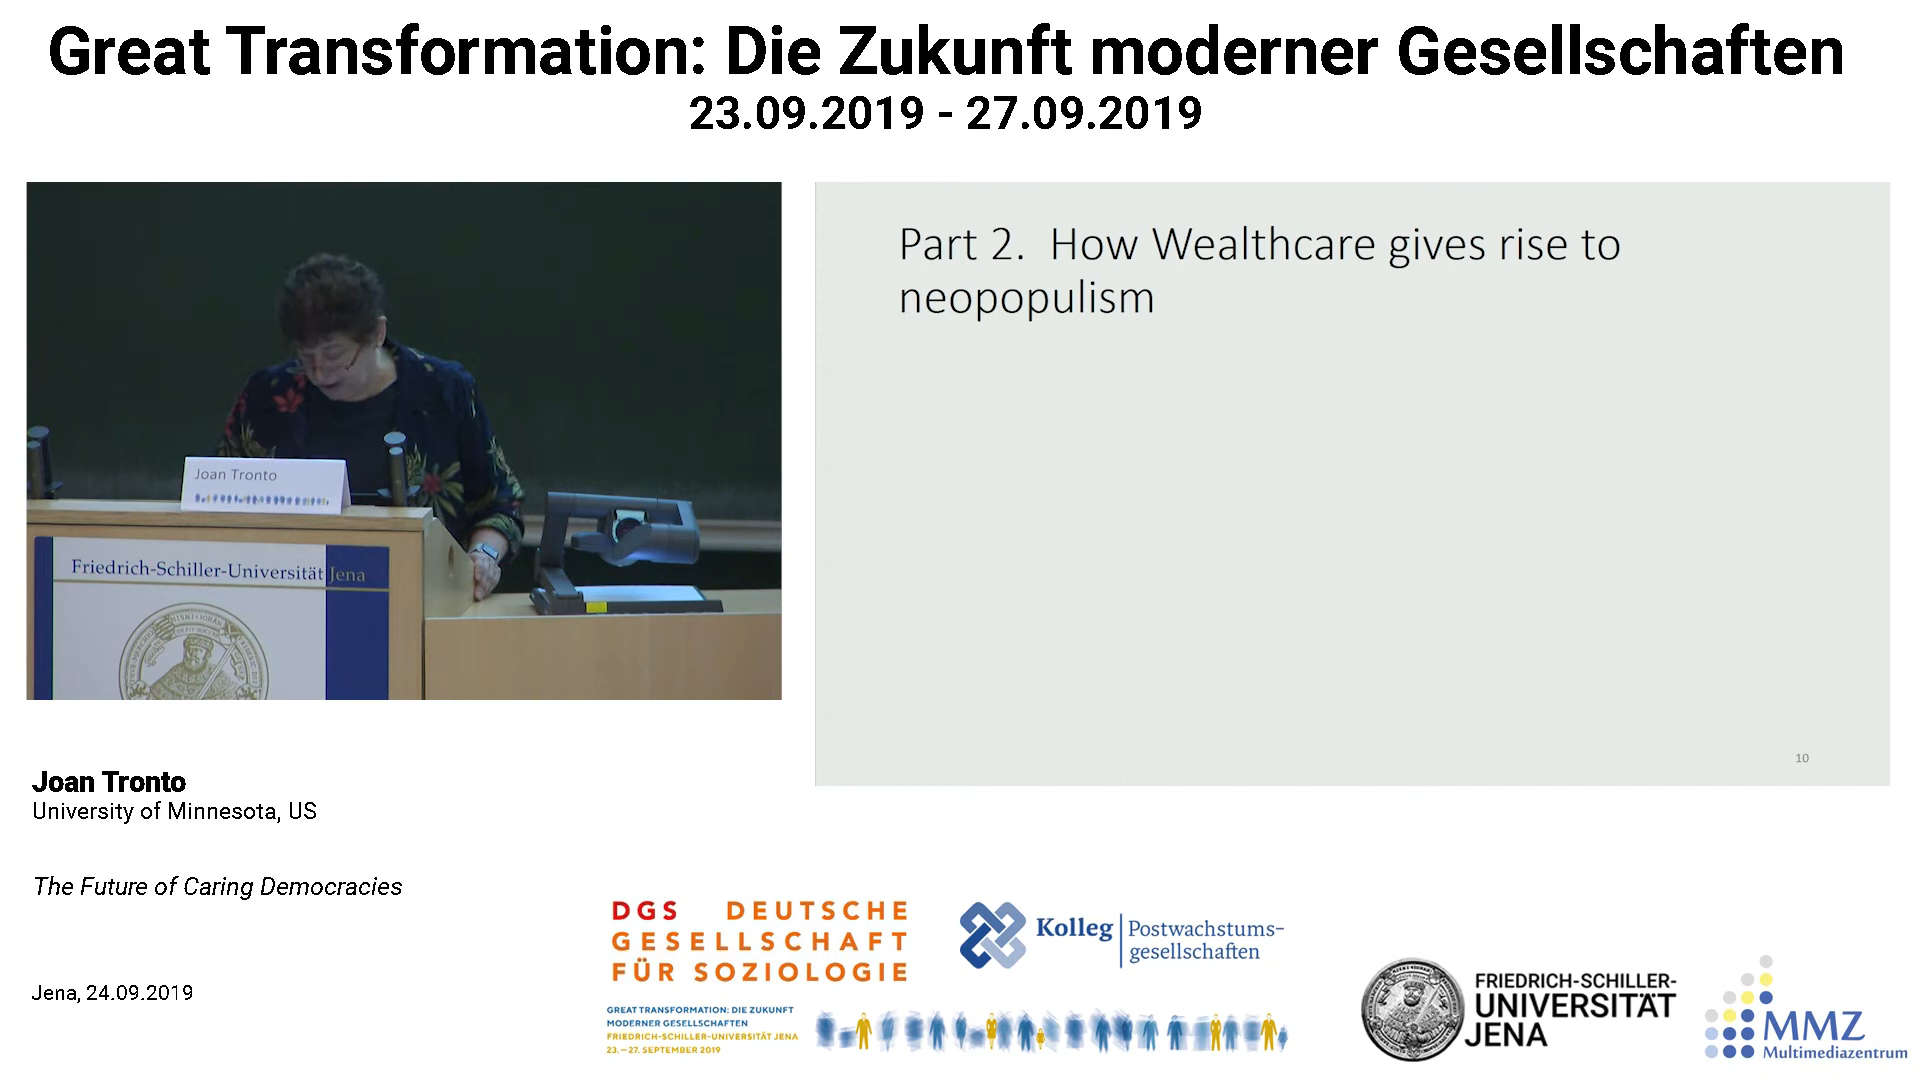 Great Transformation: Die Zukunft moderner Gesellschaften
23.09.2019 - 27.09.2019
Part 2. How Wealthcare gives rise to
neopopulism
10
Joan Tronto
Friedrich-Schiller-Universität Jena
Joan Tronto
University of Minnesota, US
The Future of Caring Democracies
Jena, 24.09.2019
DGS DEUTSCHE
GESELLSCHAFT
FÜR SOZIOLOGIE
Kolleg Postwachstums-
gesellschaften
GREAT TRANSFORMATION: DIE ZUKUNFT
MODERNER GESELLSCHAFTEN
FRIEDRICH-SCHILLER-UNIVERSITÄT JENA
23.–27. SEPTEMBER 2019
FRIEDRICH-SCHILLER-
UNIVERSITÄT
JENA
MMZ
Multimediazentrum